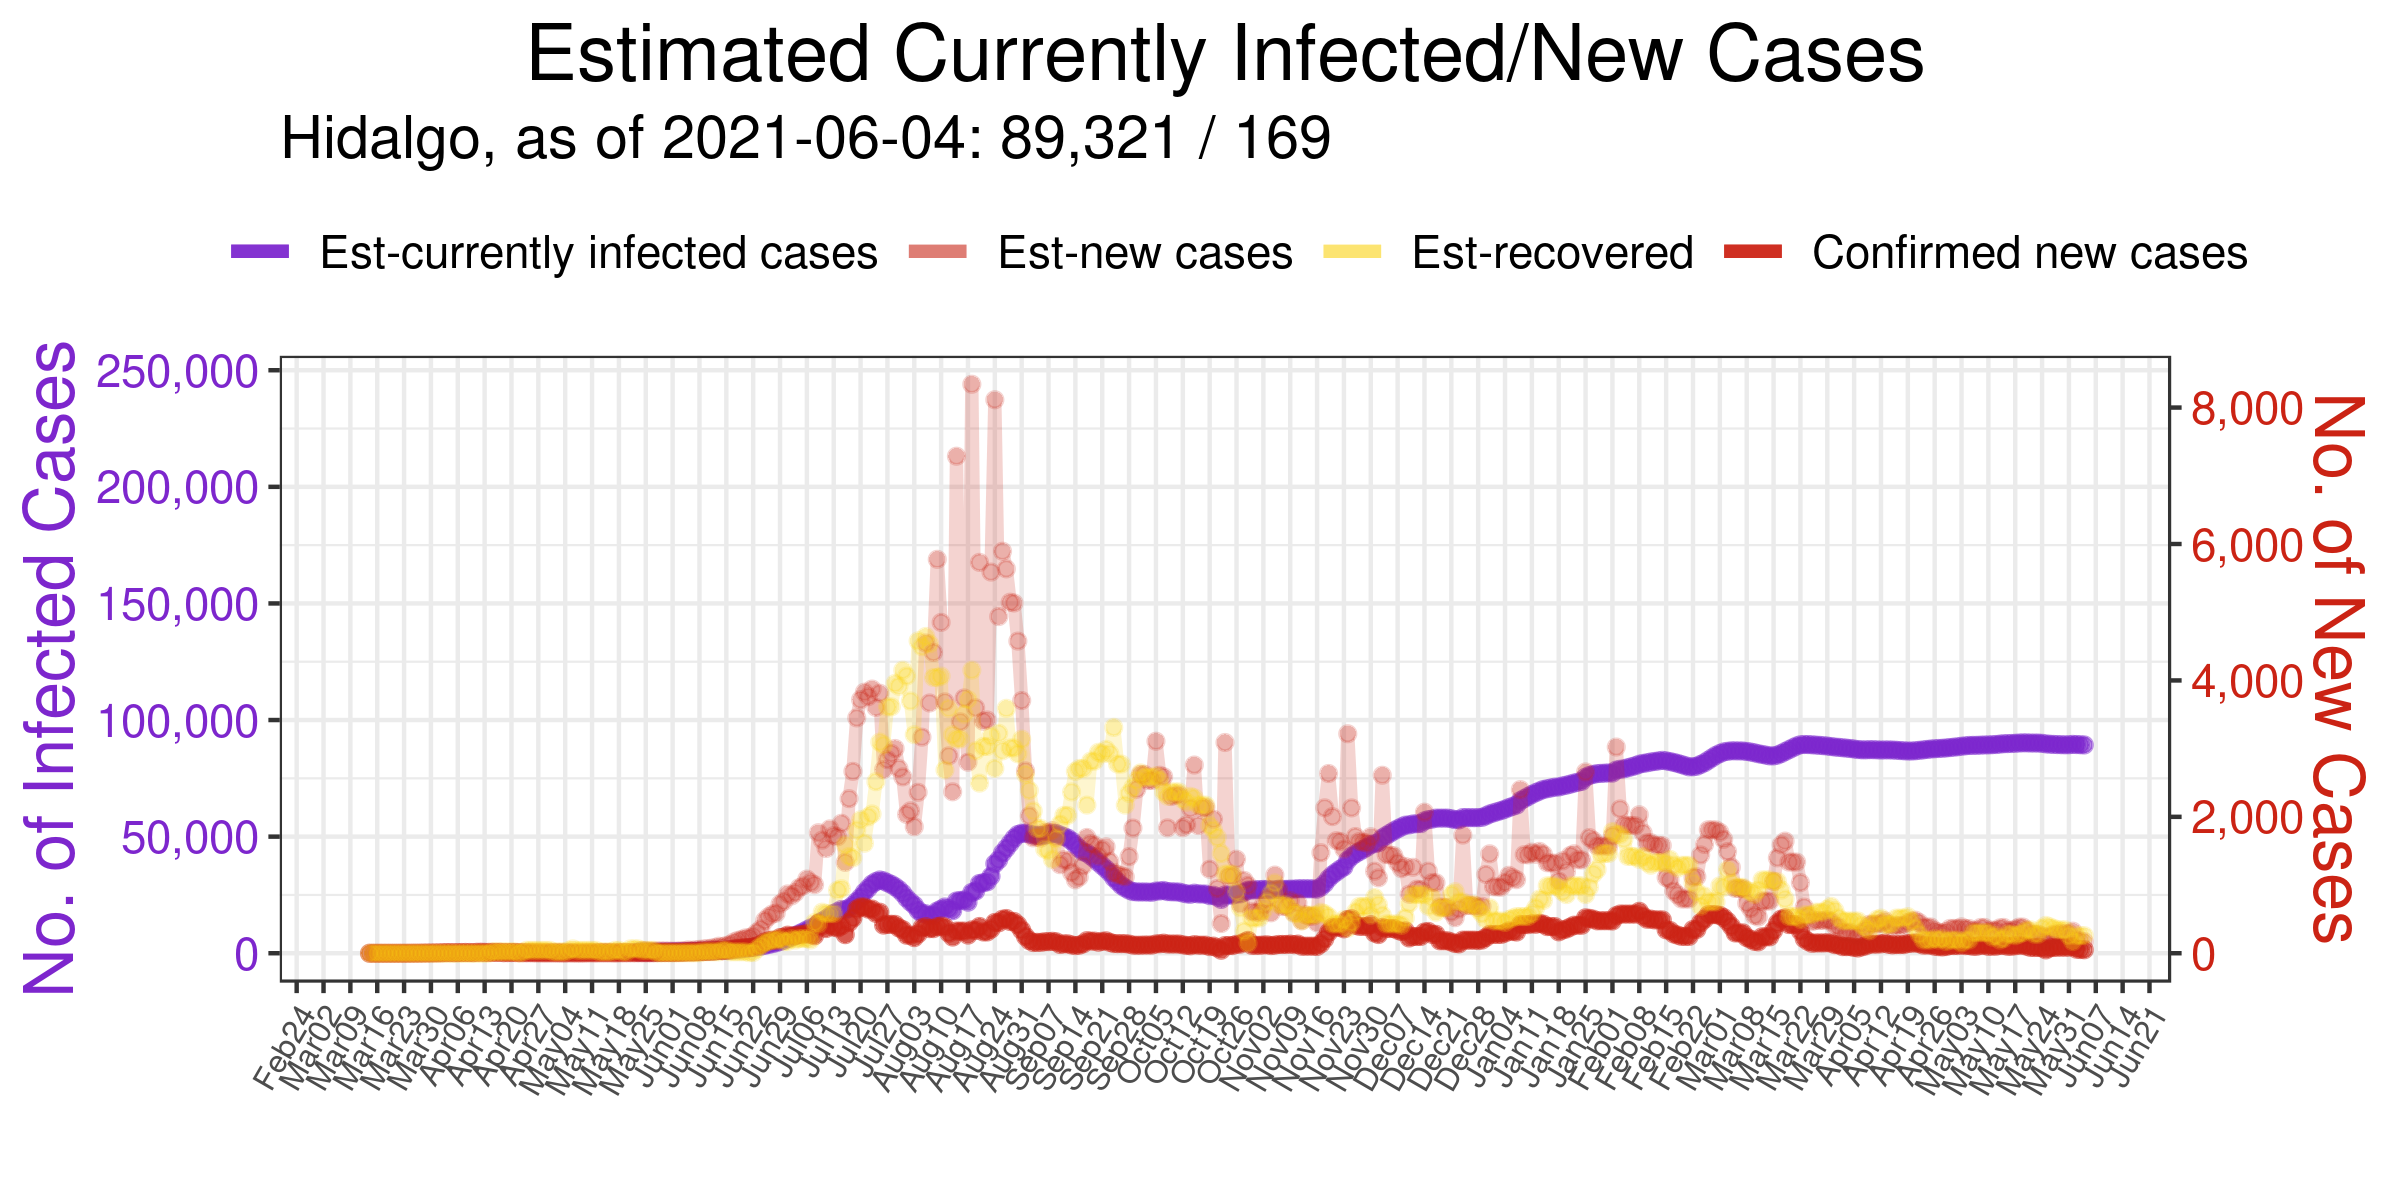 Estimated Currently Infected/New Cases
Hidalgo, as of 2021-06-04: 89,321 / 169
Est-currently infected cases Est-new cases Est-recovered Confirmed new cases
No. of Infected Cases
250,000
200,000
150,000
100,000
50,000
0
8,000
6,000
4,000
2,000
0
No. of New Cases
Feb24 Mar02 Mar09 Mar16 Mar23 Mar30 Apr06 Apr13 Apr20 Apr27 May04 May11 May18 May25 Jun01 Jun08 Jun15 Jun22 Jun29 Jul06 Jul13 Jul20 Jul27 Aug03 Aug10 Aug17 Aug24 Aug31 Sep07 Sep14 Sep21 Sep28 Oct05 Oct12 Oct19 Oct26 Nov02 Nov09 Nov16 Nov23 Nov30 Dec07 Dec14 Dec21 Dec28 Jan04 Jan11 Jan18 Jan25 Feb01 Feb08 Feb15 Feb22 Mar01 Mar08 Mar15 Mar22 Mar29 Apr05 Apr12 Apr19 Apr26 May03 May10 May17 May24 May31 Jun07 Jun14 Jun21